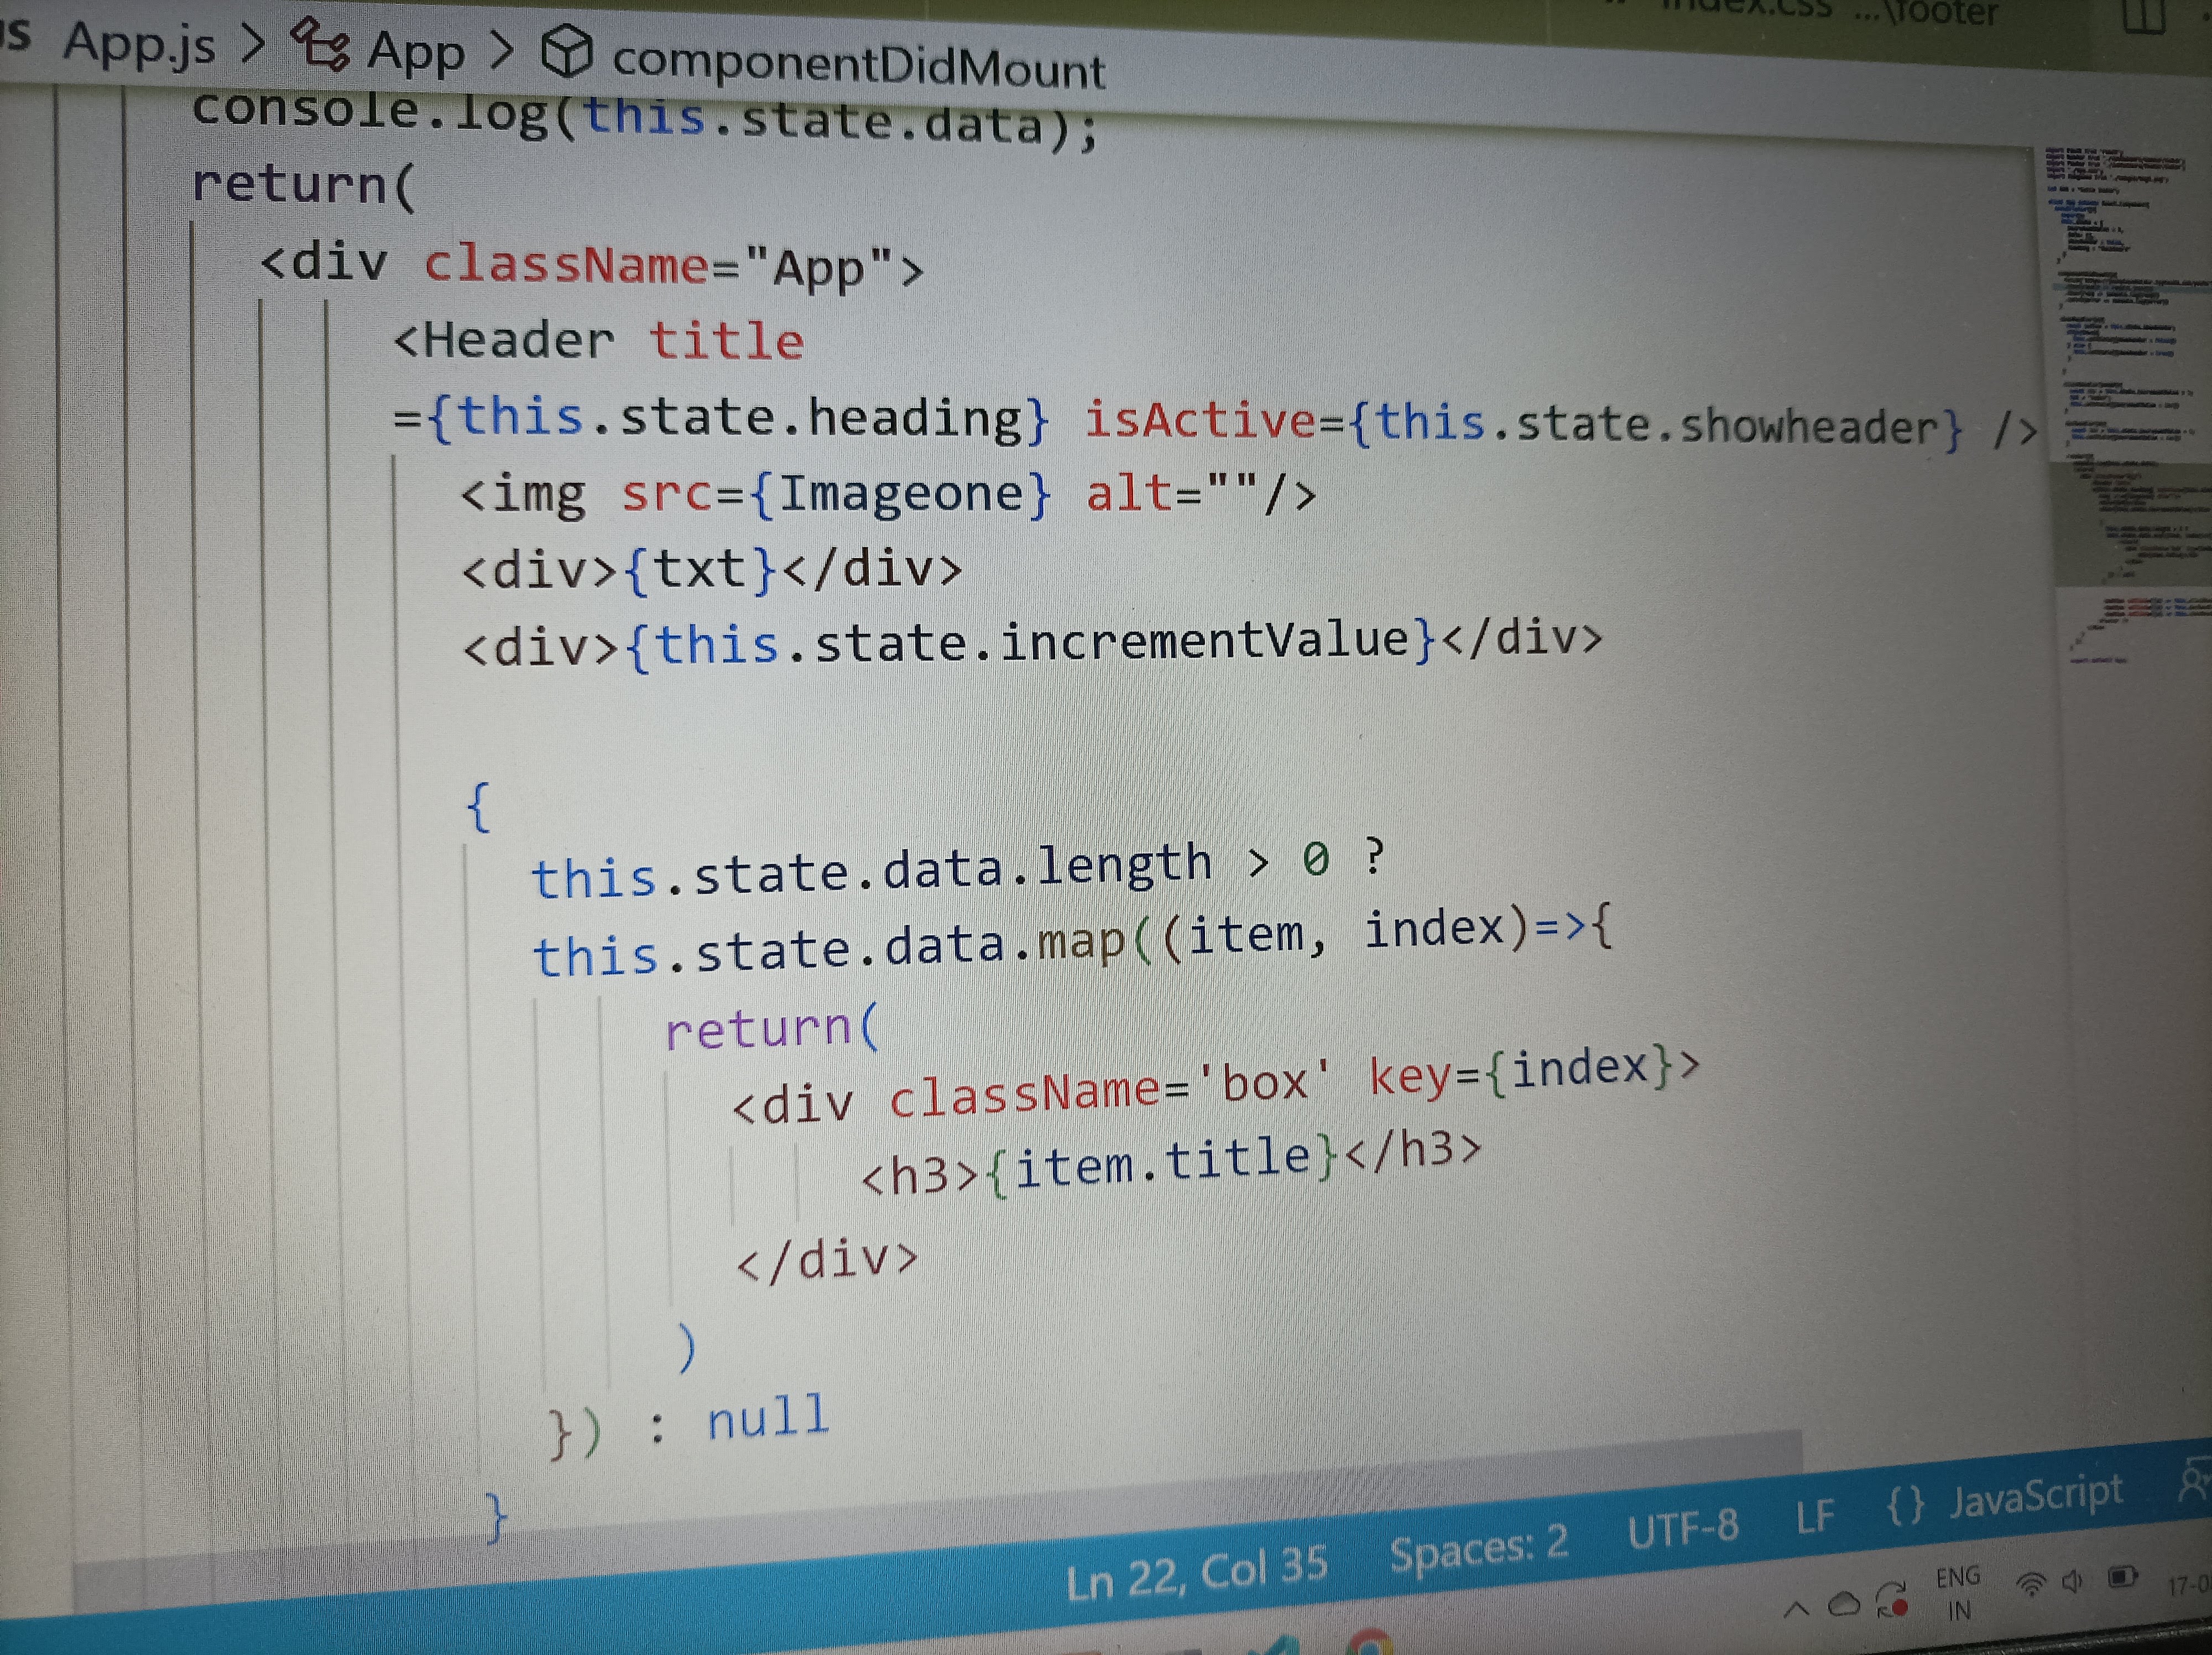 index.css ...\footer
JS App.js > App > componentDidMount
console.log(this.state.data);
return(
<div className="App">
<Header title
={this.state.heading} isActive={this.state.showheader} />
<img src={Imageone} alt=""/>
<div>{txt}</div>
<div>{this.state.incrementValue}</div>
{
this.state.data.length > 0 ?
this.state.data.map((item, index)=>{
return(
<div className='box' key={index}>
<h3>{item.title}</h3>
</div>
)
}) : null
}
Ln 22, Col 35 Spaces: 2 UTF-8 LF {} JavaScript
ENG
IN
17-0